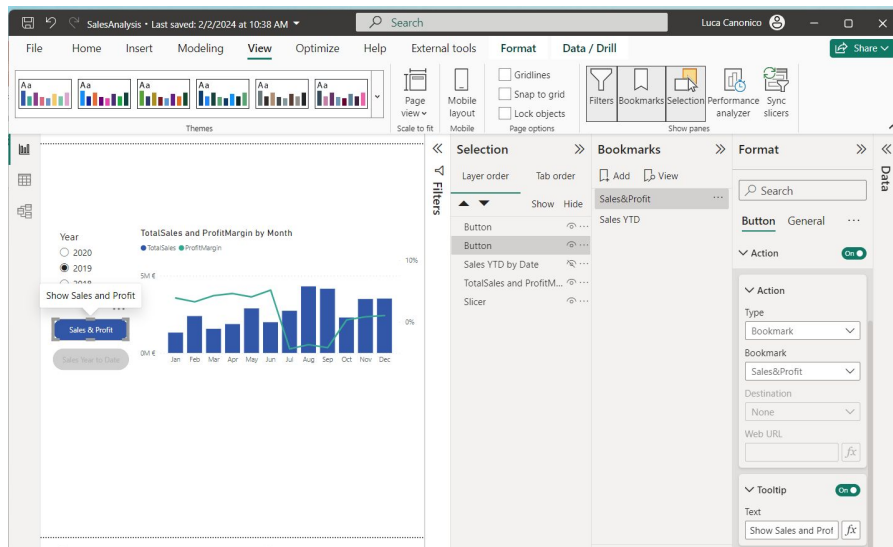 SalesAnalysis • Last saved: 2/2/2024 at 10:38 AM
Search
Luca Canonico
File Home Insert Modeling View Optimize Help External tools Format Data / Drill
Share
Aa Aa Aa Aa Aa Aa
Page view
Mobile layout
Gridlines
Snap to grid
Lock objects
Filters Bookmarks Selection Performance analyzer Sync slicers
Themes Scale to fit Mobile Page options Show panes
Filters
Selection
Layer order Tab order
Show Hide
Button
Button
Sales YTD by Date
TotalSales and ProfitM...
Slicer
Bookmarks
Add View
Sales&Profit
Sales YTD
Format
Search
Button General
Action On
Action
Type
Bookmark
Bookmark
Sales&Profit
Destination
None
Web URL
fx
Tooltip On
Text
Show Sales and Prof fx
Data
Year
2020
2019
2018
Show Sales and Profit
Sales & Profit
Sales Year to Date
TotalSales and ProfitMargin by Month
TotalSales ProfitMargin
10%
5M €
0%
0M €
Jan Feb Mar Apr May Jun Jul Aug Sep Oct Nov Dec